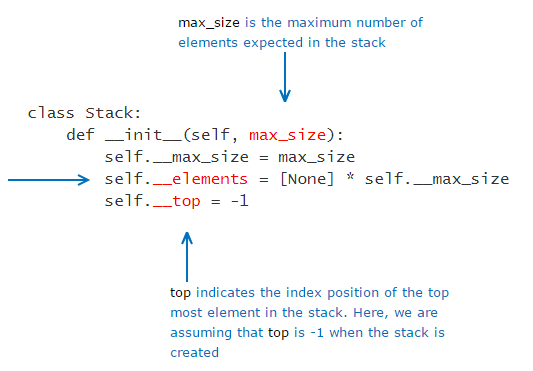 max_size is the maximum number of
elements expected in the stack
class Stack:
    def __init__(self, max_size):
        self.__max_size = max_size
        self.__elements = [None] * self.__max_size
        self.__top = -1
top indicates the index position of the top
most element in the stack. Here, we are
assuming that top is -1 when the stack is
created